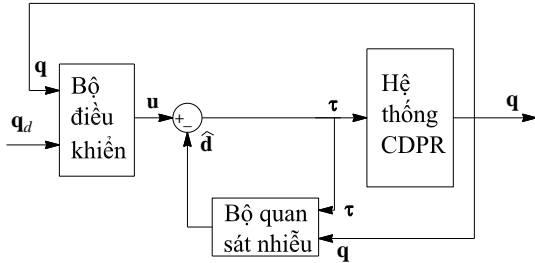 q
q_d
Bộ
điều
khiển
u
+
−
d̂
τ
Hệ
thống
CDPR
q
Bộ quan
sát nhiễu
τ
q